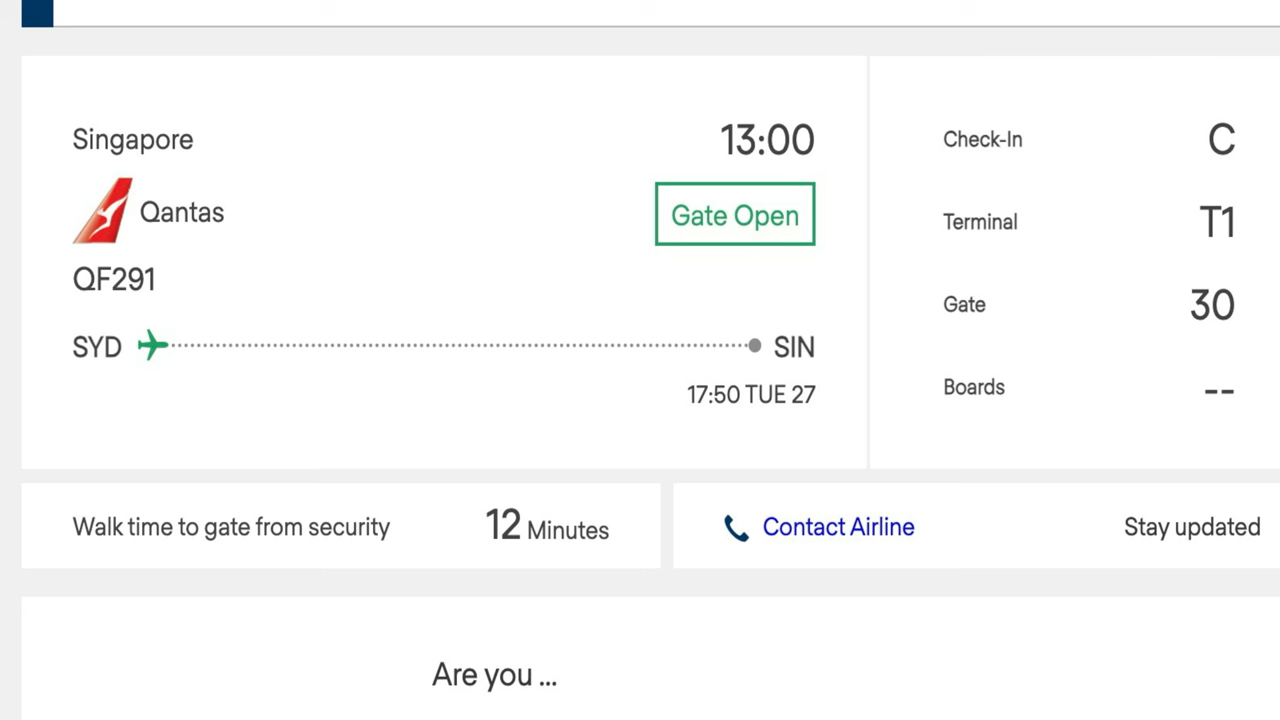 Singapore
13:00
Qantas
Gate Open
QF291
SYD
SIN
17:50 TUE 27
Check-In
C
Terminal
T1
Gate
30
Boards
--
Walk time to gate from security
12 Minutes
Contact Airline
Stay updated
Are you ...